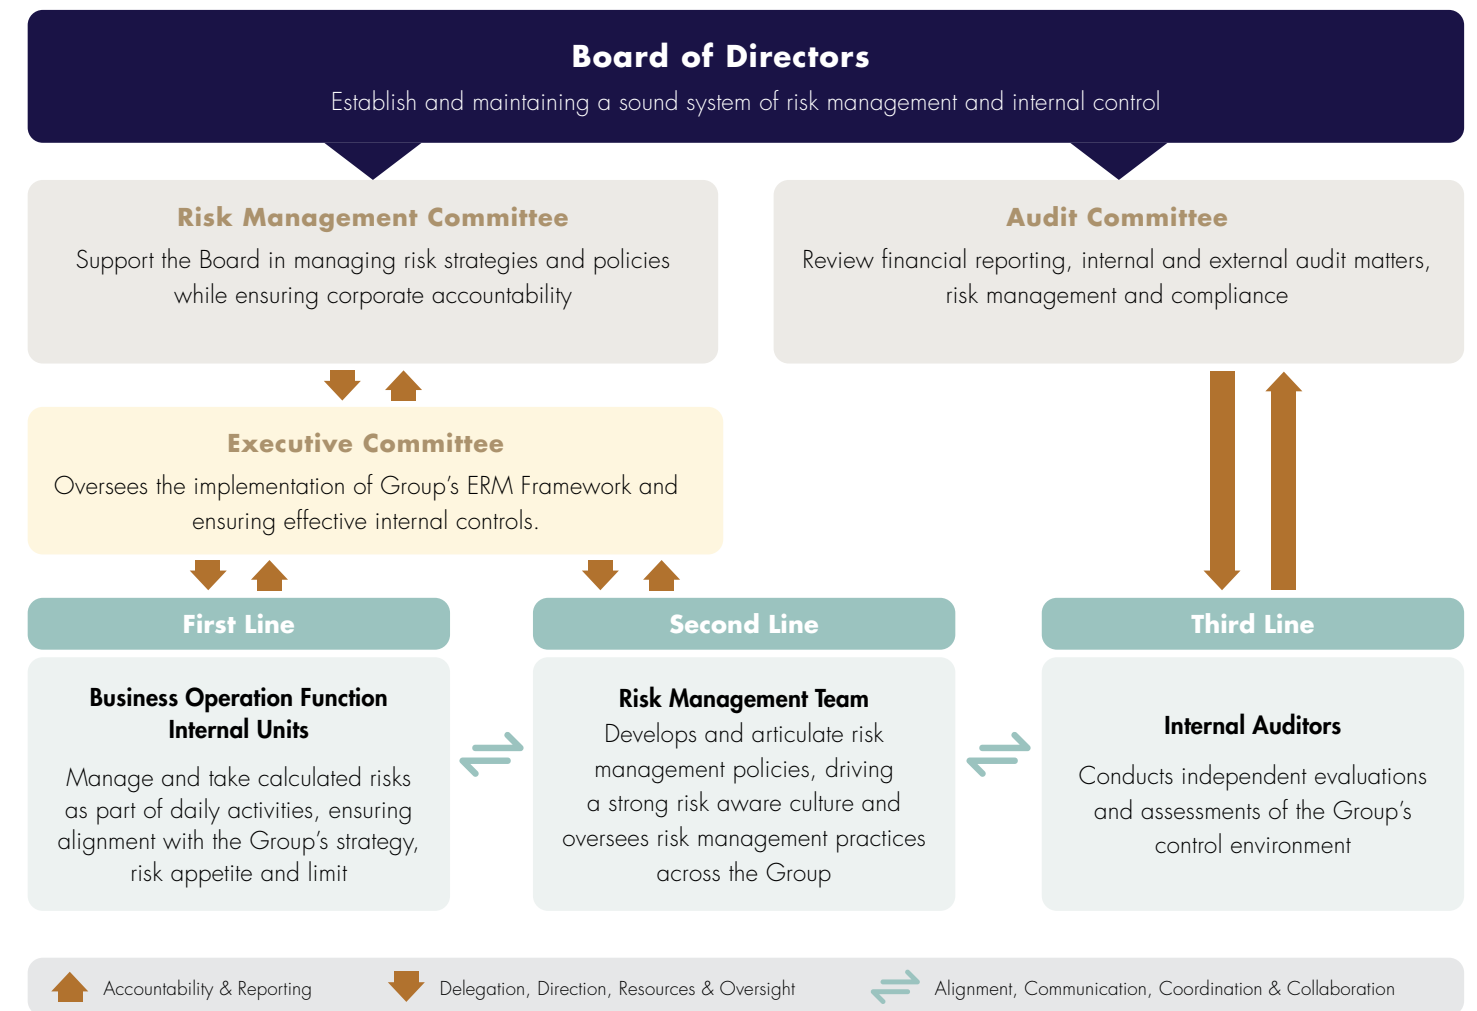 Board of Directors
Establish and maintaining a sound system of risk management and internal control
Risk Management Committee
Support the Board in managing risk strategies and policies
while ensuring corporate accountability
Audit Committee
Review financial reporting, internal and external audit matters,
risk management and compliance
Executive Committee
Oversees the implementation of Group’s ERM Framework and
ensuring effective internal controls.
First Line
Business Operation Function
Internal Units
Manage and take calculated risks
as part of daily activities, ensuring
alignment with the Group’s strategy,
risk appetite and limit
Second Line
Risk Management Team
Develops and articulate risk
management policies, driving
a strong risk aware culture and
oversees risk management practices
across the Group
Third Line
Internal Auditors
Conducts independent evaluations
and assessments of the Group’s
control environment
Accountability & Reporting
Delegation, Direction, Resources & Oversight
Alignment, Communication, Coordination & Collaboration